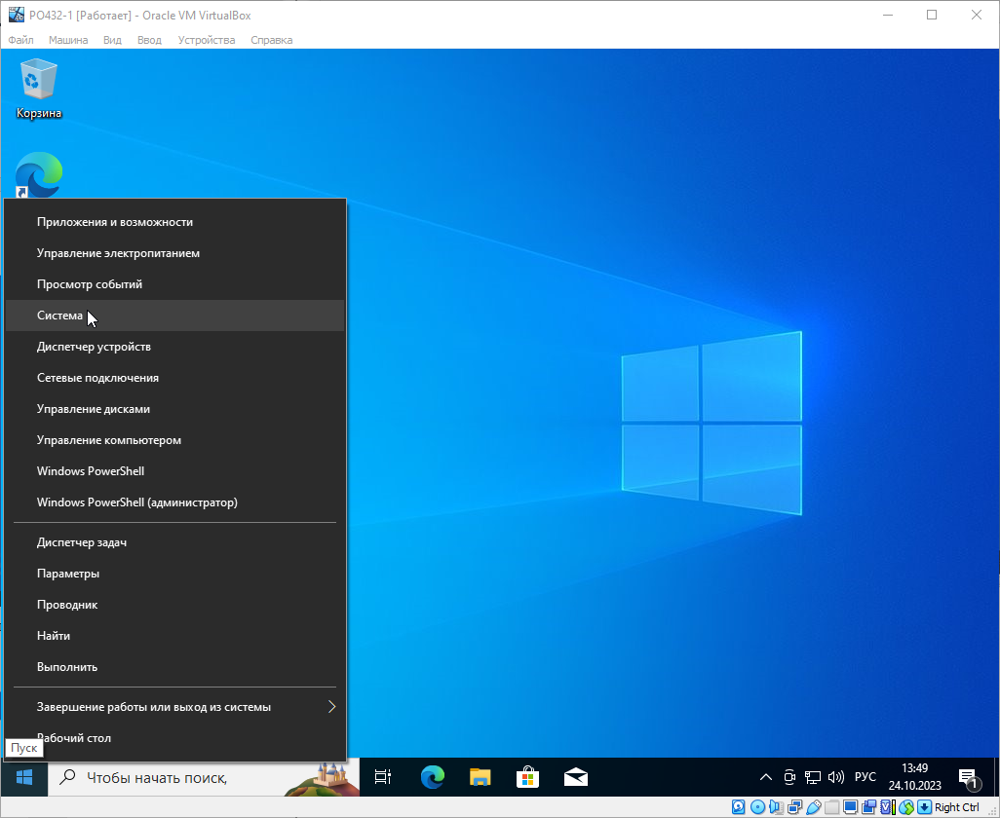 PO432-1 [Работает] - Oracle VM VirtualBox
Файл Машина Вид Ввод Устройства Справка
Корзина
Приложения и возможности
Управление электропитанием
Просмотр событий
Система
Диспетчер устройств
Сетевые подключения
Управление дисками
Управление компьютером
Windows PowerShell
Windows PowerShell (администратор)
Диспетчер задач
Параметры
Проводник
Найти
Выполнить
Завершение работы или выход из системы
Рабочий стол
Пуск
Чтобы начать поиск,
РУС
13:49
24.10.2023
1
Right Ctrl